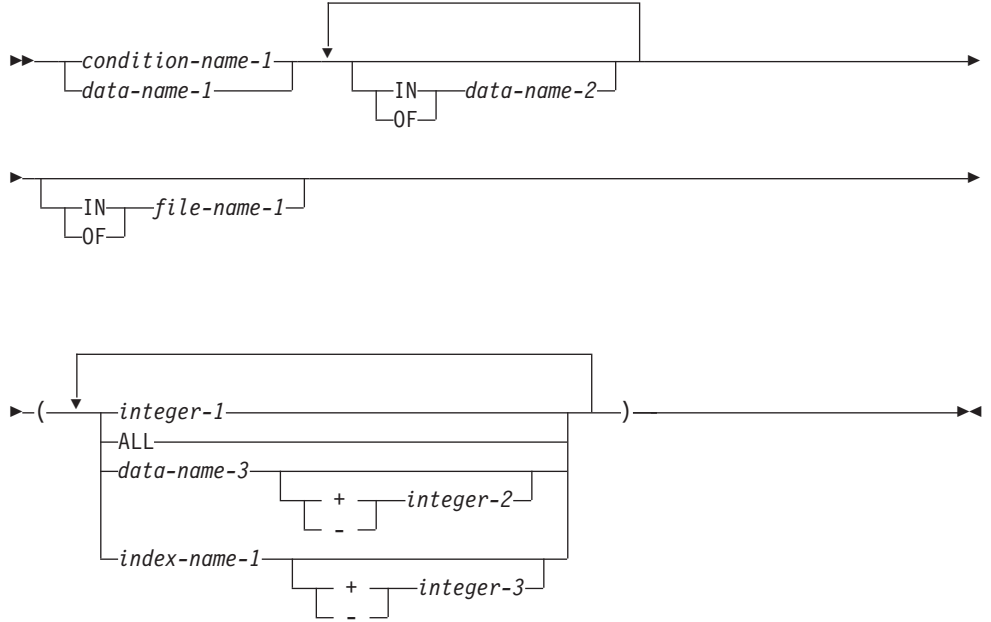 condition-name-1
data-name-1
IN data-name-2
OF
IN file-name-1
OF
( integer-1 )
ALL
data-name-3
+ integer-2
-
index-name-1
+ integer-3
-